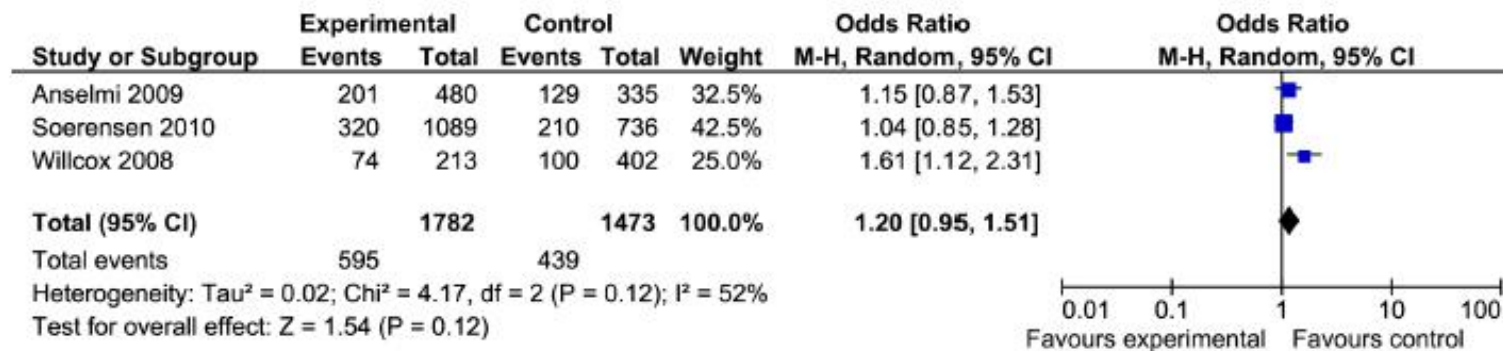 Experimental Control Odds Ratio Odds Ratio
Study or Subgroup Events Total Events Total Weight M-H, Random, 95% CI M-H, Random, 95% CI
Anselmi 2009 201 480 129 335 32.5% 1.15 [0.87, 1.53]
Soerensen 2010 320 1089 210 736 42.5% 1.04 [0.85, 1.28]
Willcox 2008 74 213 100 402 25.0% 1.61 [1.12, 2.31]
Total (95% CI) 1782 1473 100.0% 1.20 [0.95, 1.51]
Total events 595 439
Heterogeneity: Tau² = 0.02; Chi² = 4.17, df = 2 (P = 0.12); I² = 52%
Test for overall effect: Z = 1.54 (P = 0.12)
0.01 0.1 1 10 100
Favours experimental Favours control